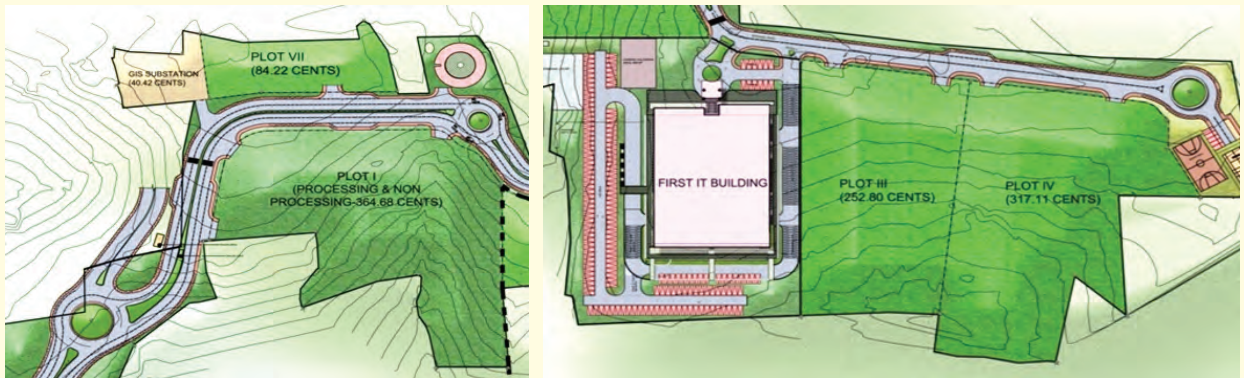 PLOT VII
(84.22 CENTS)
GIS SUBSTATION
(40.42 CENTS)
PLOT I
(PROCESSING & NON
PROCESSING-364.68 CENTS)
FIRST IT BUILDING
PLOT III
(252.80 CENTS)
PLOT IV
(317.11 CENTS)